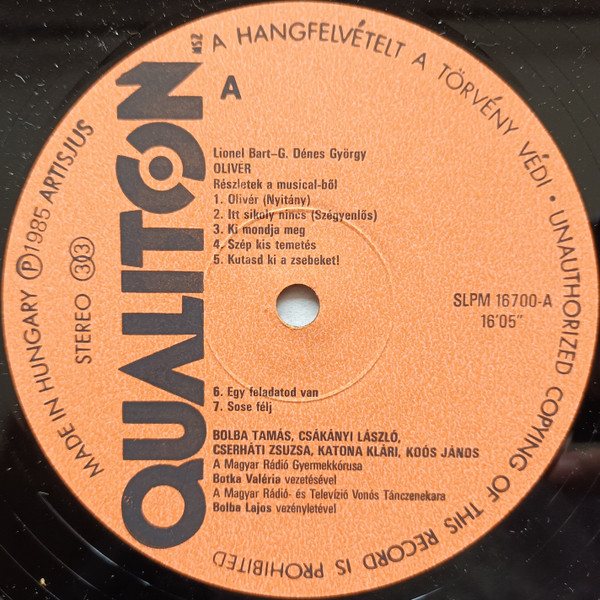 A HANGFELVÉTELT A TÖRVÉNY VÉDI • UNAUTHORIZED COPYING OF THIS RECORD IS PROHIBITED
MADE IN HUNGARY Ⓟ 1985 ARTISJUS
STEREO 33
QUALITON
MSZ
A
Lionel Bart–G. Dénes György
OLIVÉR
Részletek a musical-ből
1. Olivér (Nyitány)
2. Itt sikoly nincs (Szégyenlős)
3. Ki mondja meg
4. Szép kis temetés
5. Kutasd ki a zsebeket!
SLPM 16700-A
16'05"
6. Egy feladatod van
7. Sose félj
BOLBA TAMÁS, CSÁKÁNYI LÁSZLÓ,
CSERHÁTI ZSUZSA, KATONA KLÁRI, KOÓS JÁNOS
A Magyar Rádió Gyermekkórusa
Botka Valéria vezetésével
A Magyar Rádió- és Televízió Vonós Tánczenekara
Bolba Lajos vezényletével